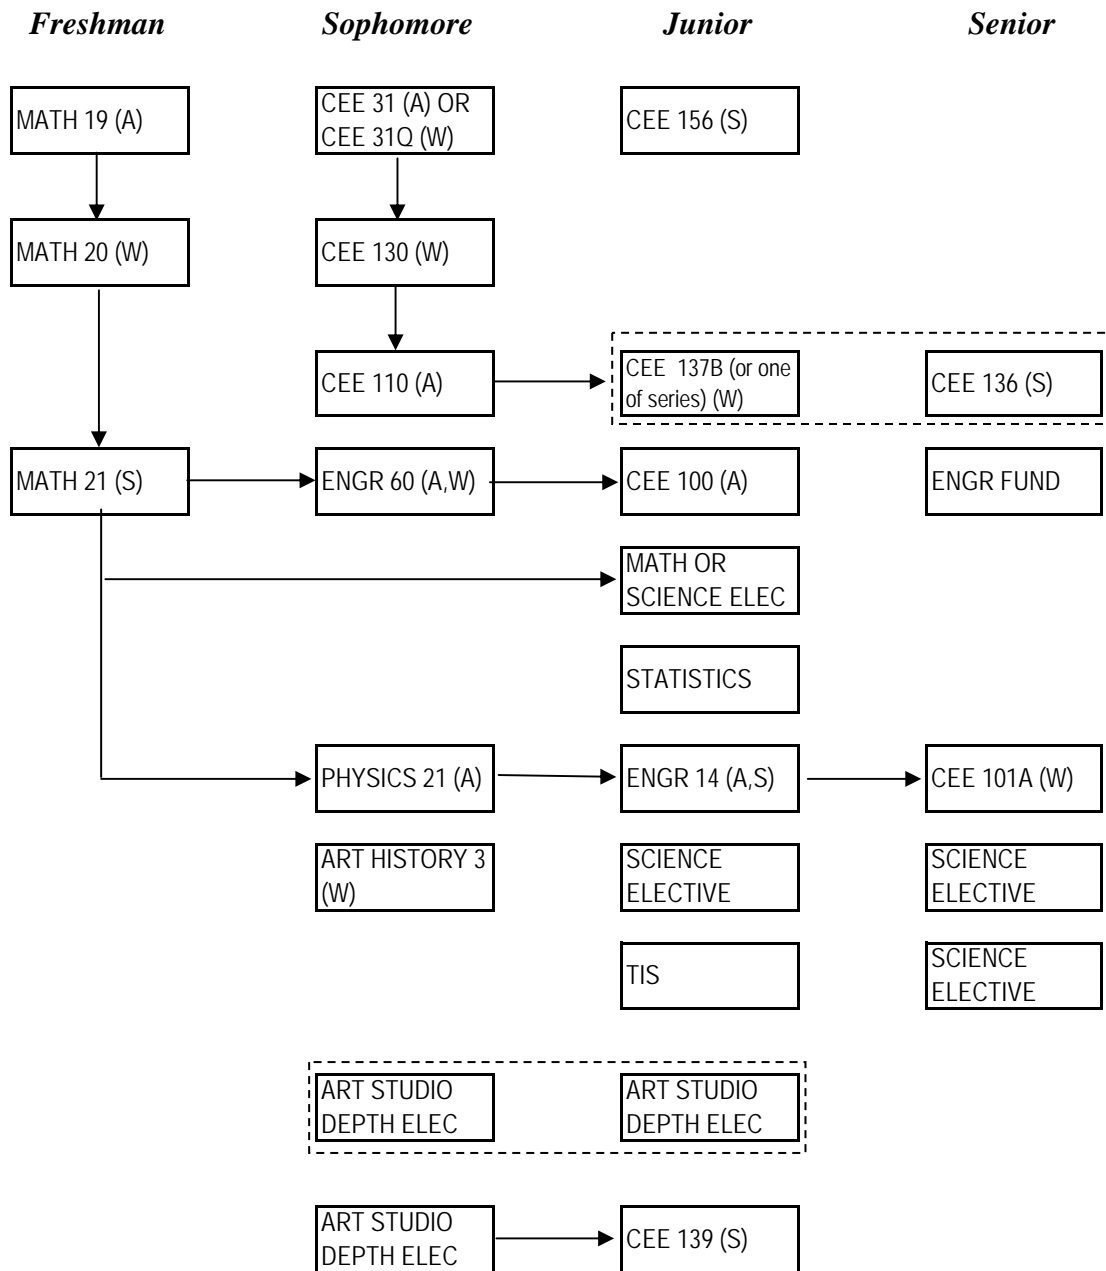 Freshman Sophomore Junior Senior
MATH 19 (A)
CEE 31 (A) OR
CEE 31Q (W)
CEE 156 (S)
MATH 20 (W)
CEE 130 (W)
CEE 110 (A)
CEE 137B (or one
of series) (W)
CEE 136 (S)
MATH 21 (S)
ENGR 60 (A,W)
CEE 100 (A)
ENGR FUND
MATH OR
SCIENCE ELEC
STATISTICS
PHYSICS 21 (A)
ENGR 14 (A,S)
CEE 101A (W)
ART HISTORY 3
(W)
SCIENCE
ELECTIVE
SCIENCE
ELECTIVE
TIS
SCIENCE
ELECTIVE
ART STUDIO
DEPTH ELEC
ART STUDIO
DEPTH ELEC
ART STUDIO
DEPTH ELEC
CEE 139 (S)